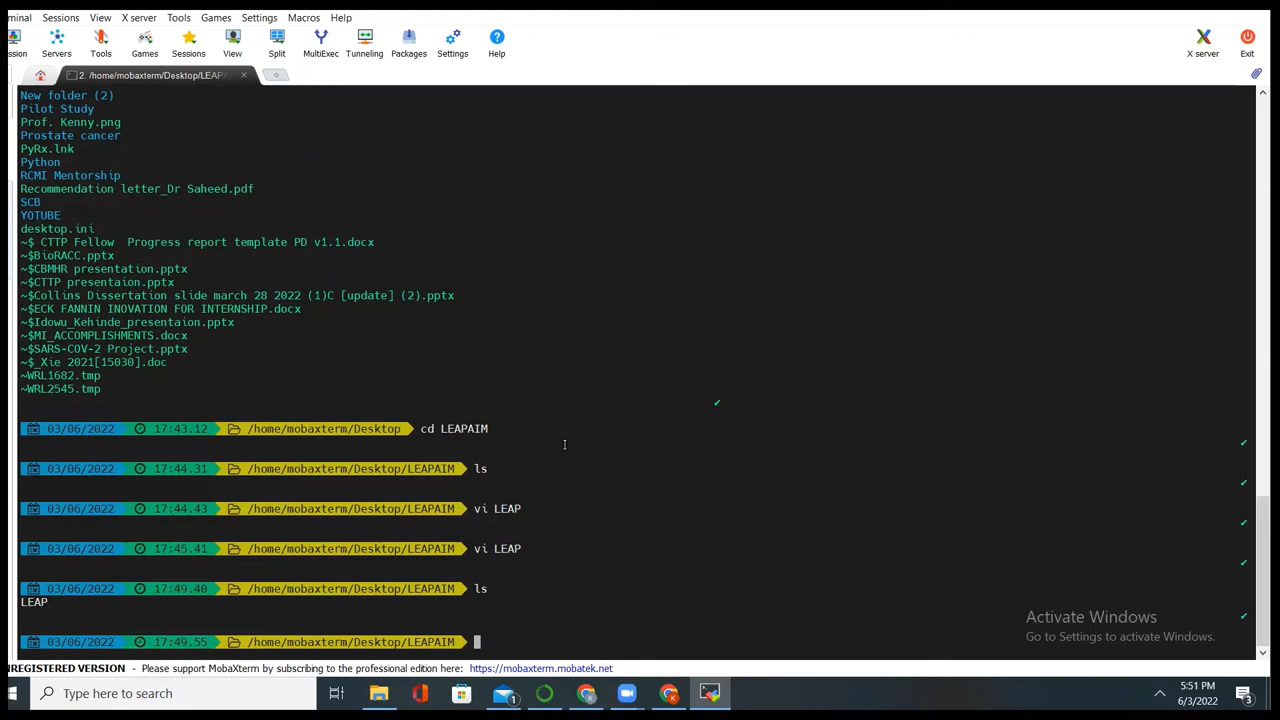 minal Sessions View X server Tools Games Settings Macros Help
ssion Servers Tools Games Sessions View Split MultiExec Tunneling Packages Settings Help X server Exit
2. /home/mobaxterm/Desktop/LEAPA
New folder (2)
Pilot Study
Prof. Kenny.png
Prostate cancer
PyRx.lnk
Python
RCMI Mentorship
Recommendation letter_Dr Saheed.pdf
SCB
YOTUBE
desktop.ini
~$ CTTP Fellow  Progress report template PD v1.1.docx
~$BioRACC.pptx
~$CBMHR presentation.pptx
~$CTTP presentaion.pptx
~$Collins Dissertation slide march 28 2022 (1)C [update] (2).pptx
~$ECK FANNIN INOVATION FOR INTERNSHIP.docx
~$Idowu_Kehinde_presentaion.pptx
~$MI_ACCOMPLISHMENTS.docx
~$SARS-COV-2 Project.pptx
~$_Xie 2021[15030].doc
~WRL1682.tmp
~WRL2545.tmp
03/06/2022 17:43.12 /home/mobaxterm/Desktop cd LEAPAIM
03/06/2022 17:44.31 /home/mobaxterm/Desktop/LEAPAIM ls
03/06/2022 17:44.43 /home/mobaxterm/Desktop/LEAPAIM vi LEAP
03/06/2022 17:45.41 /home/mobaxterm/Desktop/LEAPAIM vi LEAP
03/06/2022 17:49.40 /home/mobaxterm/Desktop/LEAPAIM ls
LEAP
03/06/2022 17:49.55 /home/mobaxterm/Desktop/LEAPAIM
Activate Windows
Go to Settings to activate Windows.
NREGISTERED VERSION - Please support MobaXterm by subscribing to the professional edition here: https://mobaxterm.mobatek.net
Type here to search
1
5:51 PM
6/3/2022
3